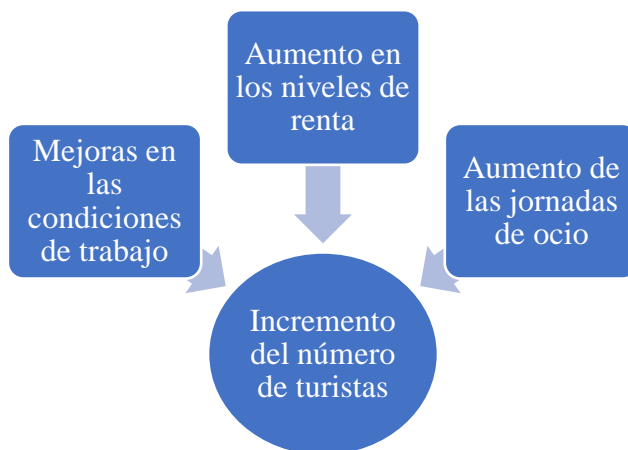 Mejoras en
las
condiciones
de trabajo
Aumento en
los niveles de
renta
Aumento de
las jornadas
de ocio
Incremento
del número
de turistas